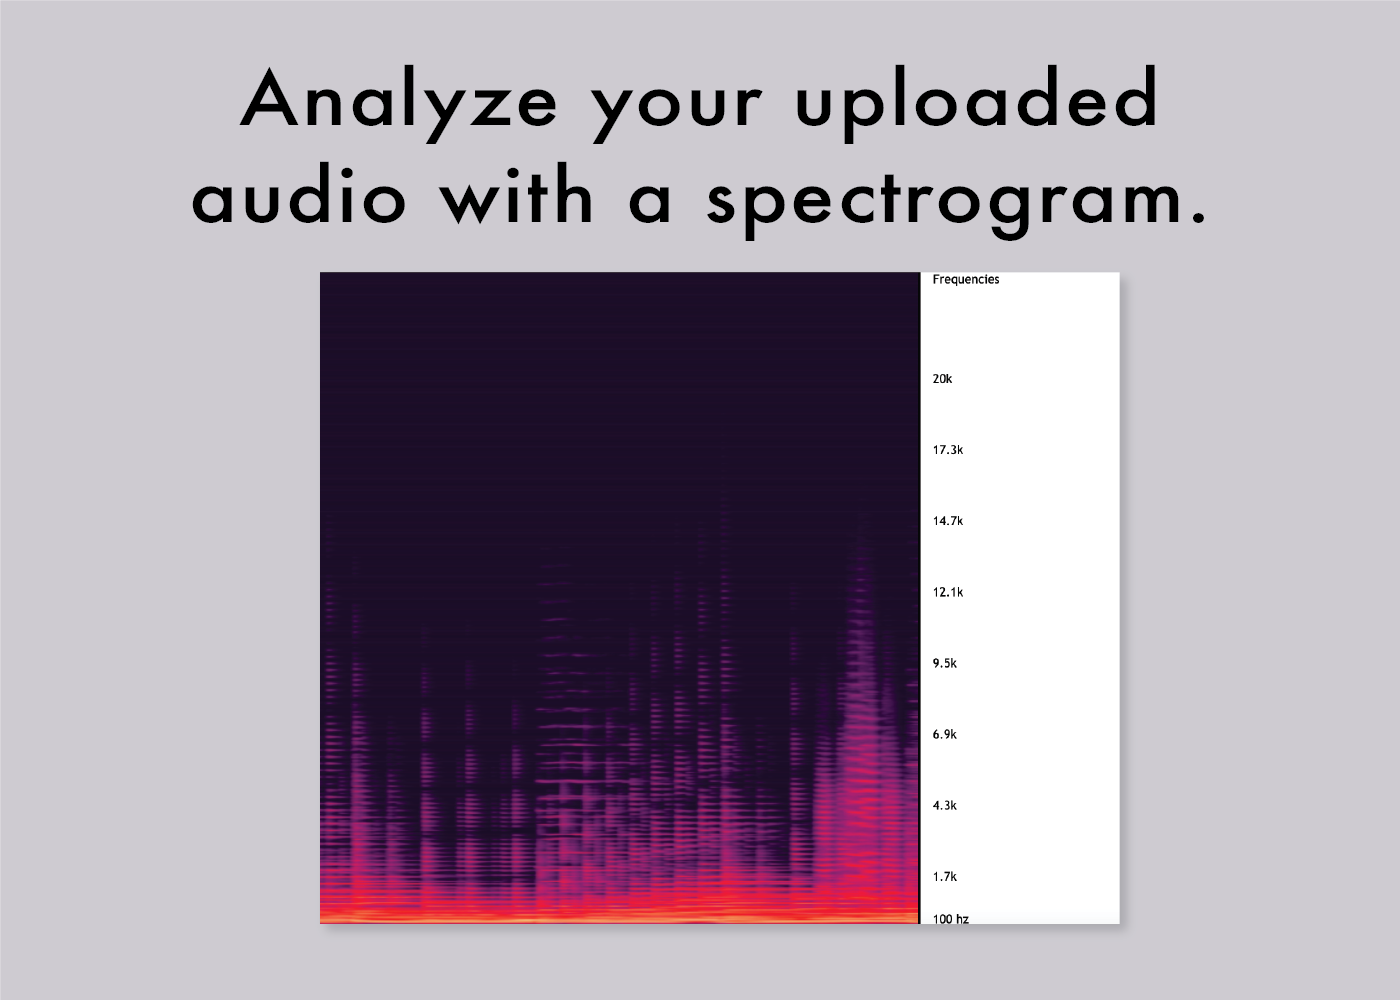 Analyze your uploaded
audio with a spectrogram.
Frequencies
20k
17.3k
14.7k
12.1k
9.5k
6.9k
4.3k
1.7k
100 hz